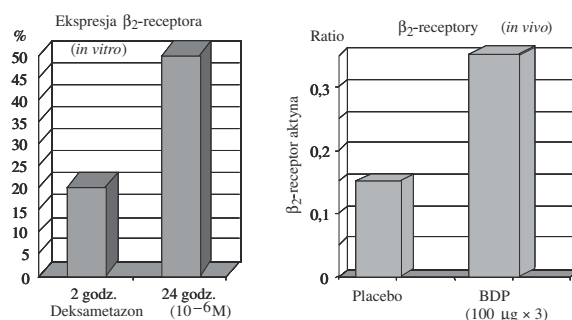 Ekspresja β₂-receptora
%
(in vitro)
50
45
40
35
30
25
20
15
10
5
0
2 godz.
24 godz.
Deksametazon
(10⁻⁶M)
β₂-receptory
(in vivo)
Ratio
β₂-receptor aktyna
0,3
0,2
0,1
0
Placebo
BDP
(100 μg × 3)